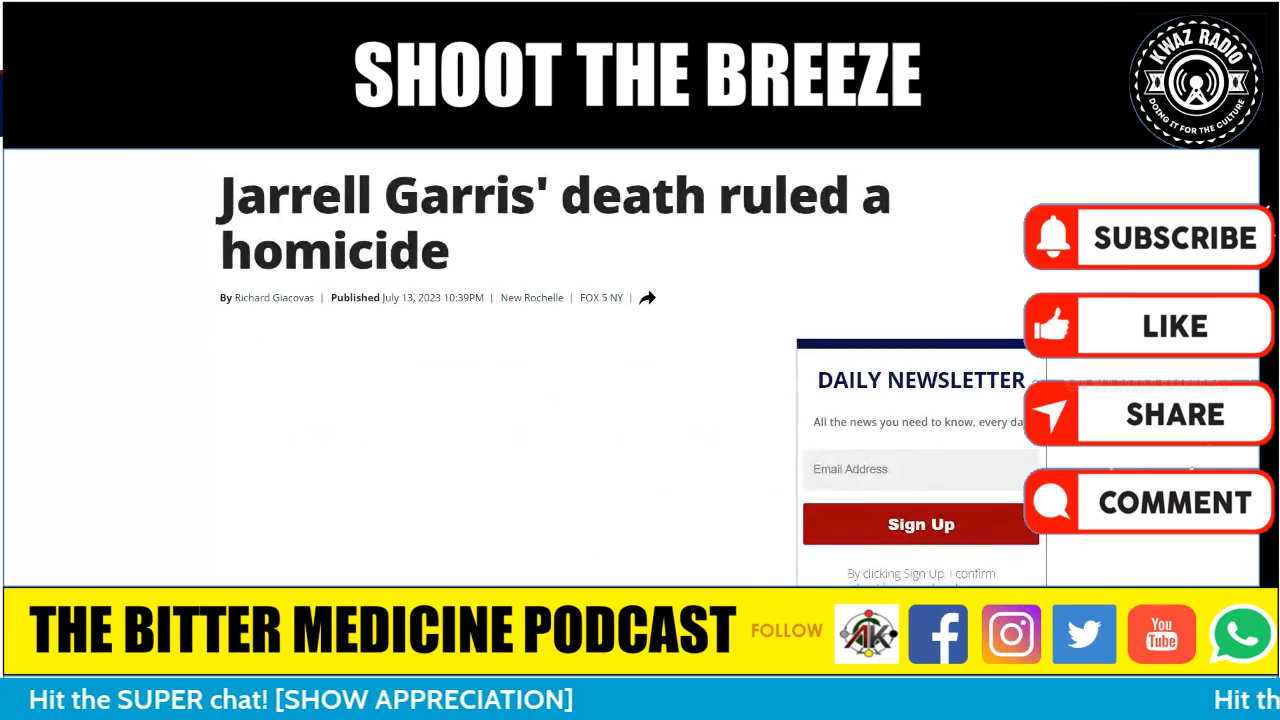 SHOOT THE BREEZE
KWAZ RADIO
DOING IT FOR THE CULTURE
Jarrell Garris' death ruled a
homicide
By Richard Giacovas | Published July 13, 2023 10:39PM | New Rochelle | FOX 5 NY |
SUBSCRIBE
LIKE
SHARE
COMMENT
DAILY NEWSLETTER
All the news you need to know, every da
Email Address
Sign Up
By clicking Sign Up, I confirm
THE BITTER MEDICINE PODCAST
FOLLOW
You
Tube
Hit the SUPER chat! [SHOW APPRECIATION]
Hit th